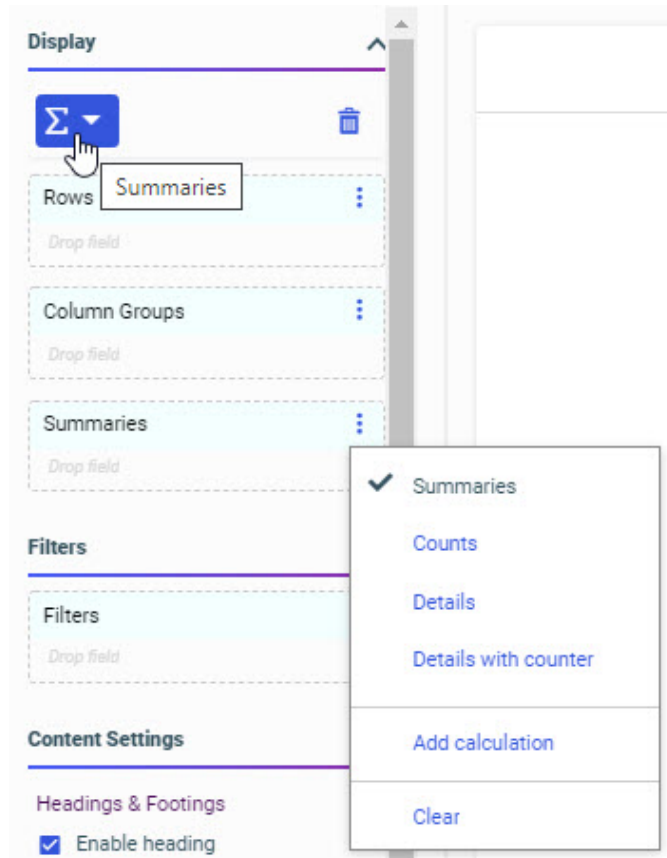 Display
Σ
Summaries
Rows
Drop field
Column Groups
Drop field
Summaries
Drop field
Summaries
Counts
Details
Details with counter
Add calculation
Clear
Filters
Filters
Drop field
Content Settings
Headings & Footings
Enable heading